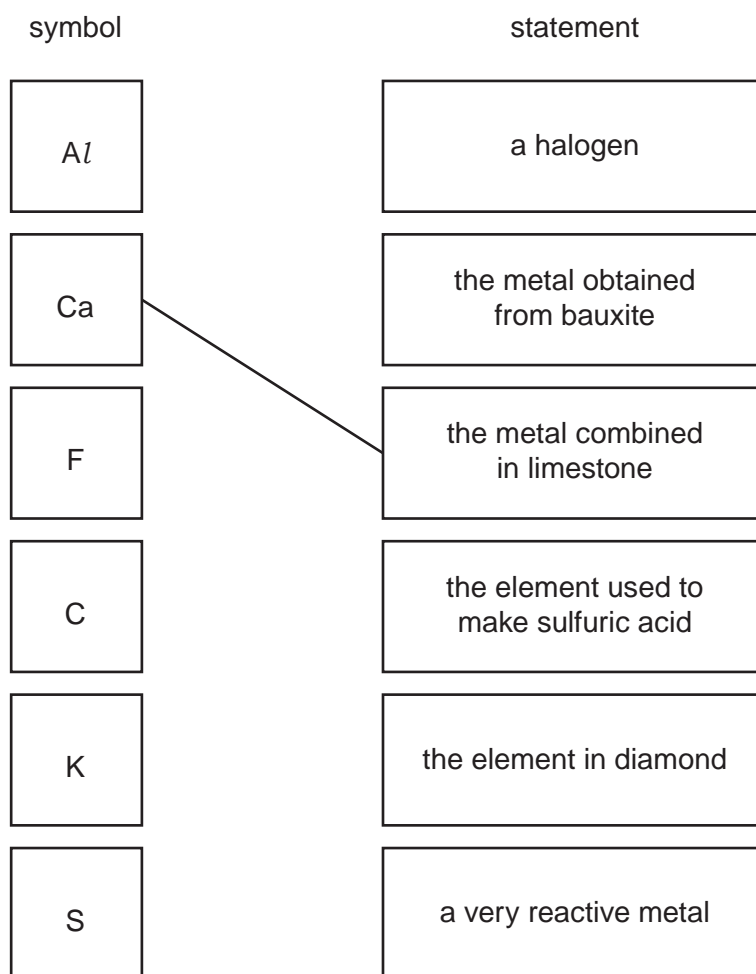 symbol statement
Al a halogen
Ca the metal obtained
from bauxite
F the metal combined
in limestone
C the element used to
make sulfuric acid
K the element in diamond
S a very reactive metal